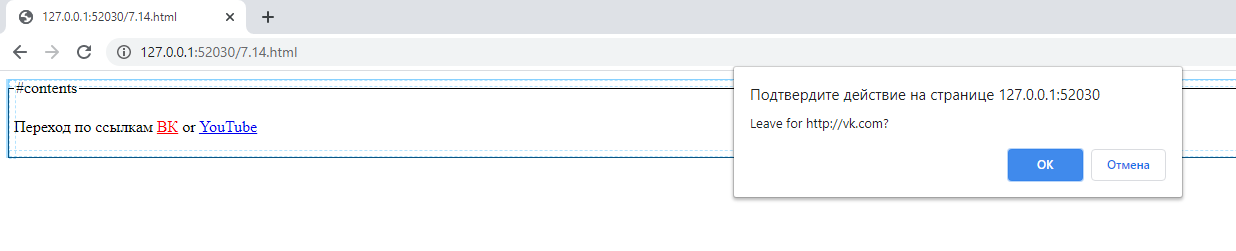 127.0.0.1:52030/7.14.html
127.0.0.1:52030/7.14.html
#contents
Переход по ссылкам ВК or YouTube
Подтвердите действие на странице 127.0.0.1:52030
Leave for http://vk.com?
ОК Отмена